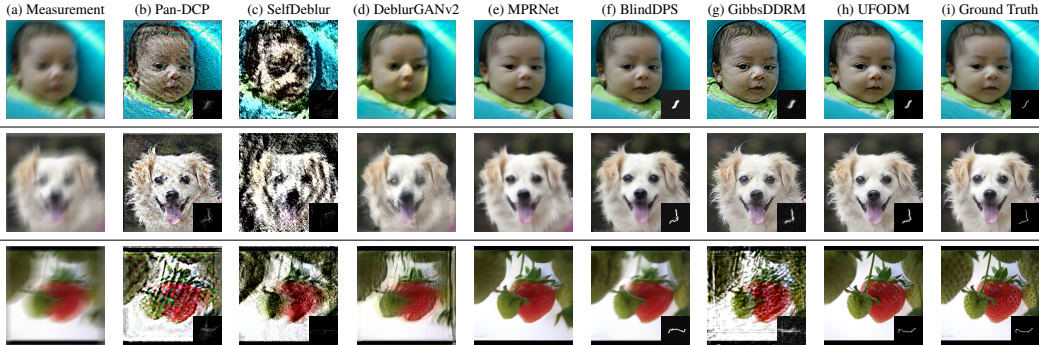 (a) Measurement (b) Pan-DCP (c) SelfDeblur (d) DeblurGANv2 (e) MPRNet (f) BlindDPS (g) GibbsDDRM (h) UFODM (i) Ground Truth